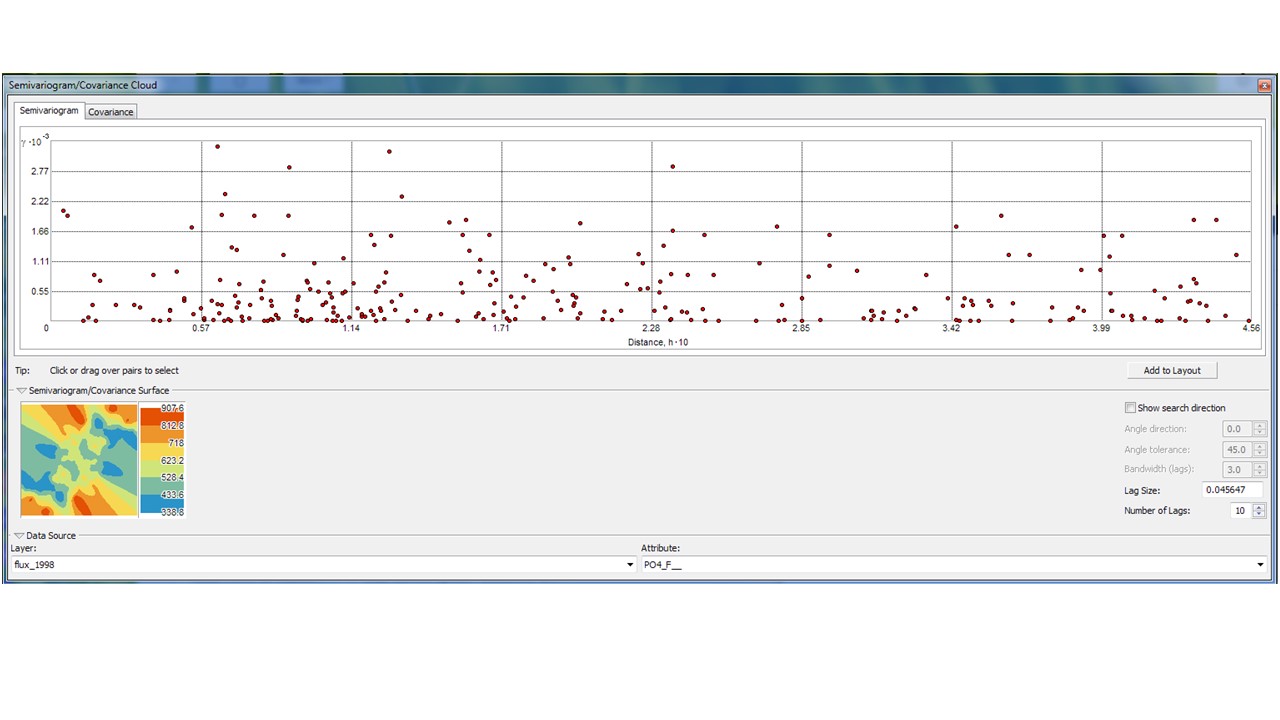 Semivariogram/Covariance Cloud
Semivariogram Covariance
γ·10⁻³
2.77
2.22
1.66
1.11
0.55
0 0.57 1.14 1.71 2.28 2.85 3.42 3.99 4.56
Distance, h·10
Tip: Click or drag over pairs to select
Add to Layout
Semivariogram/Covariance Surface
907.6
812.8
718
623.2
528.4
433.6
338.8
Show search direction
Angle direction: 0.0
Angle tolerance: 45.0
Bandwidth (lags): 3.0
Lag Size: 0.045647
Number of Lags: 10
Data Source
Layer: Attribute:
flux_1998 PO4_F__